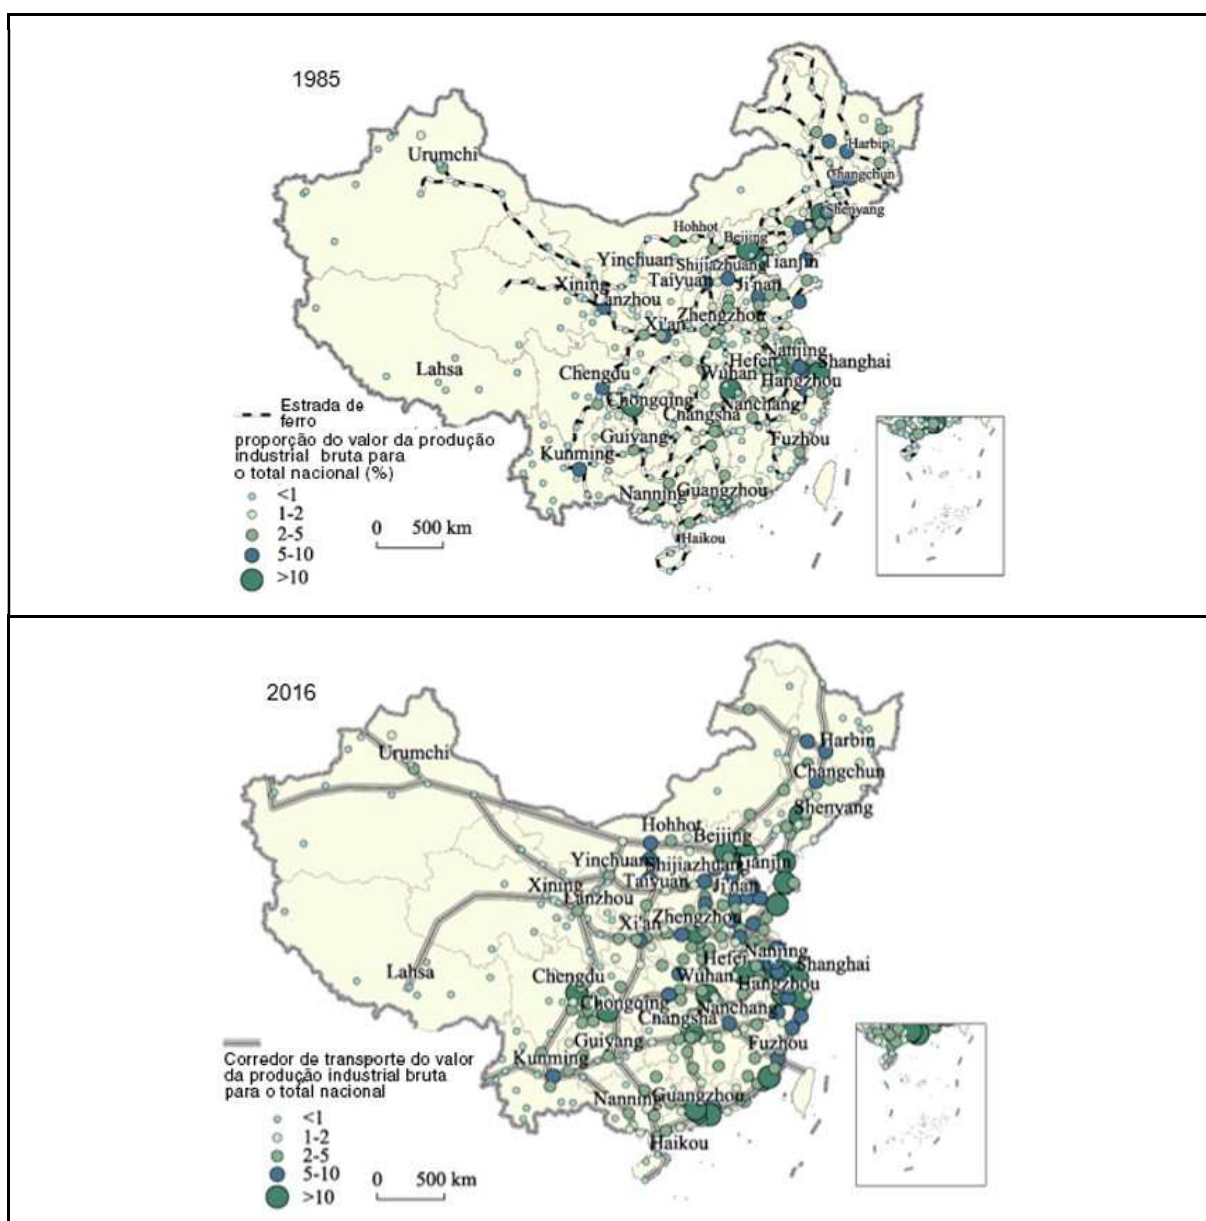 1985
Harbin
Urumchi
Changchun
Shenyang
Hohhot
Beijing
Yinchuan
Shijiazhuang
Tianjin
Taiyuan
Ji'nan
Xining
Lanzhou
Zhengzhou
Xi'an
Nanjing
Hefei
Shanghai
Lahsa
Chengdu
Wuhan
Hangzhou
Chongqing
Nanchang
Changsha
Guiyang
Fuzhou
Kunming
Nanning
Guangzhou
Haikou
Estrada de
ferro
proporção do valor da produção
industrial bruta para
o total nacional (%)
<1
1-2
2-5
5-10
>10
0 500 km
2016
Harbin
Urumchi
Changchun
Shenyang
Hohhot
Beijing
Yinchuan
Shijiazhuang
Tianjin
Taiyuan
Ji'nan
Xining
Lanzhou
Zhengzhou
Xi'an
Nanjing
Hefei
Shanghai
Lahsa
Chengdu
Wuhan
Hangzhou
Chongqing
Nanchang
Changsha
Guiyang
Fuzhou
Kunming
Nanning
Guangzhou
Haikou
Corredor de transporte do valor
da produção industrial bruta
para o total nacional
<1
1-2
2-5
5-10
>10
0 500 km